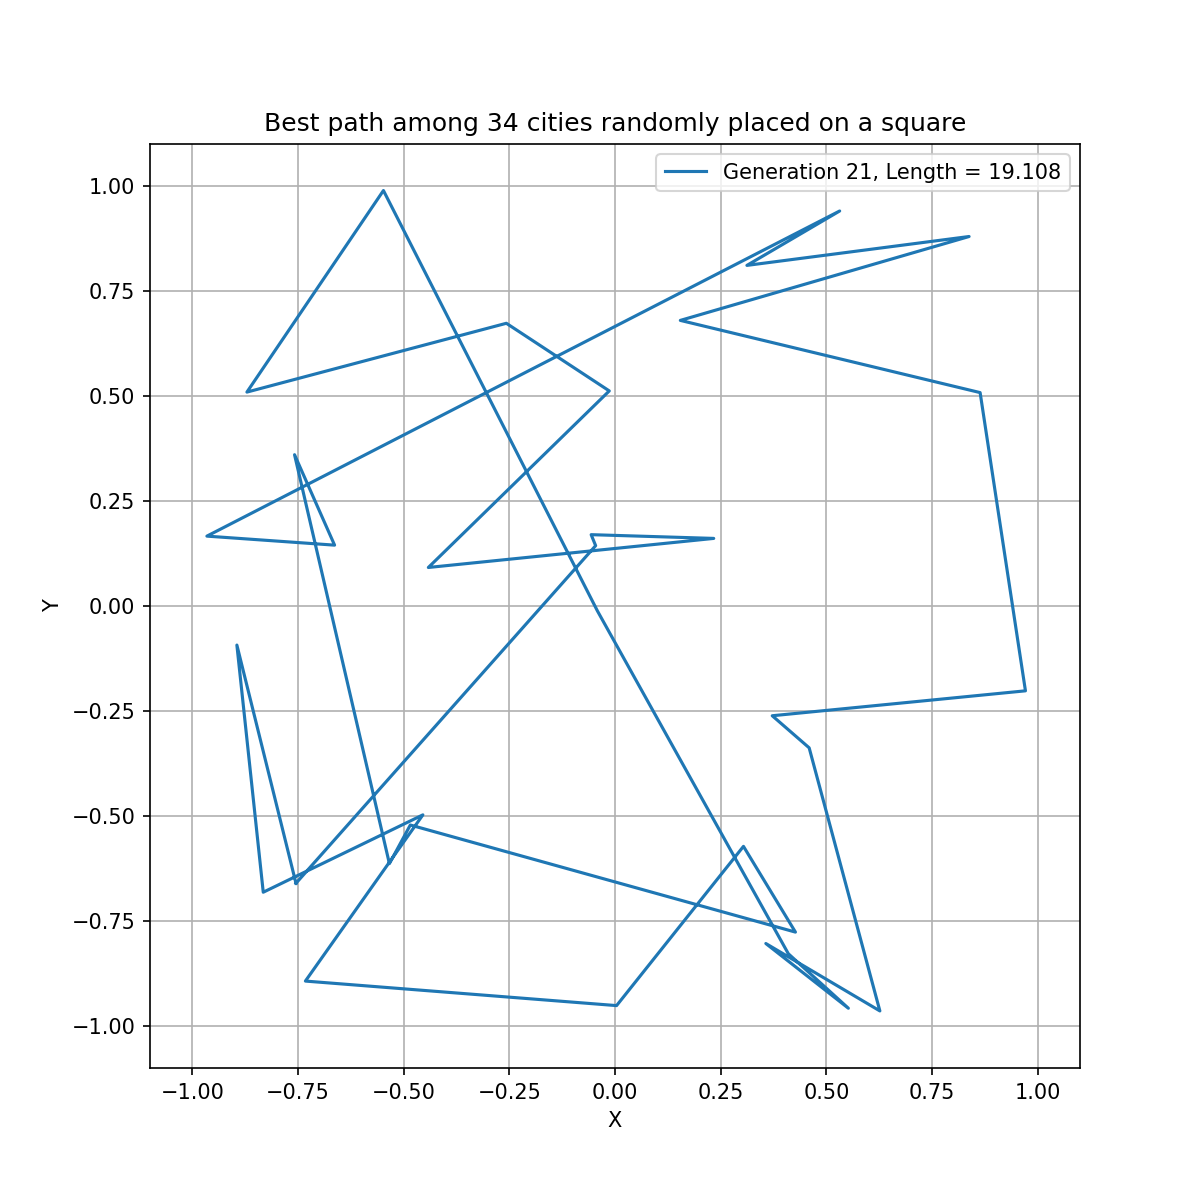 Best path among 34 cities randomly placed on a square
Generation 21, Length = 19.108
1.00
0.75
0.50
0.25
0.00
−0.25
−0.50
−0.75
−1.00
Y
−1.00 −0.75 −0.50 −0.25 0.00 0.25 0.50 0.75 1.00
X